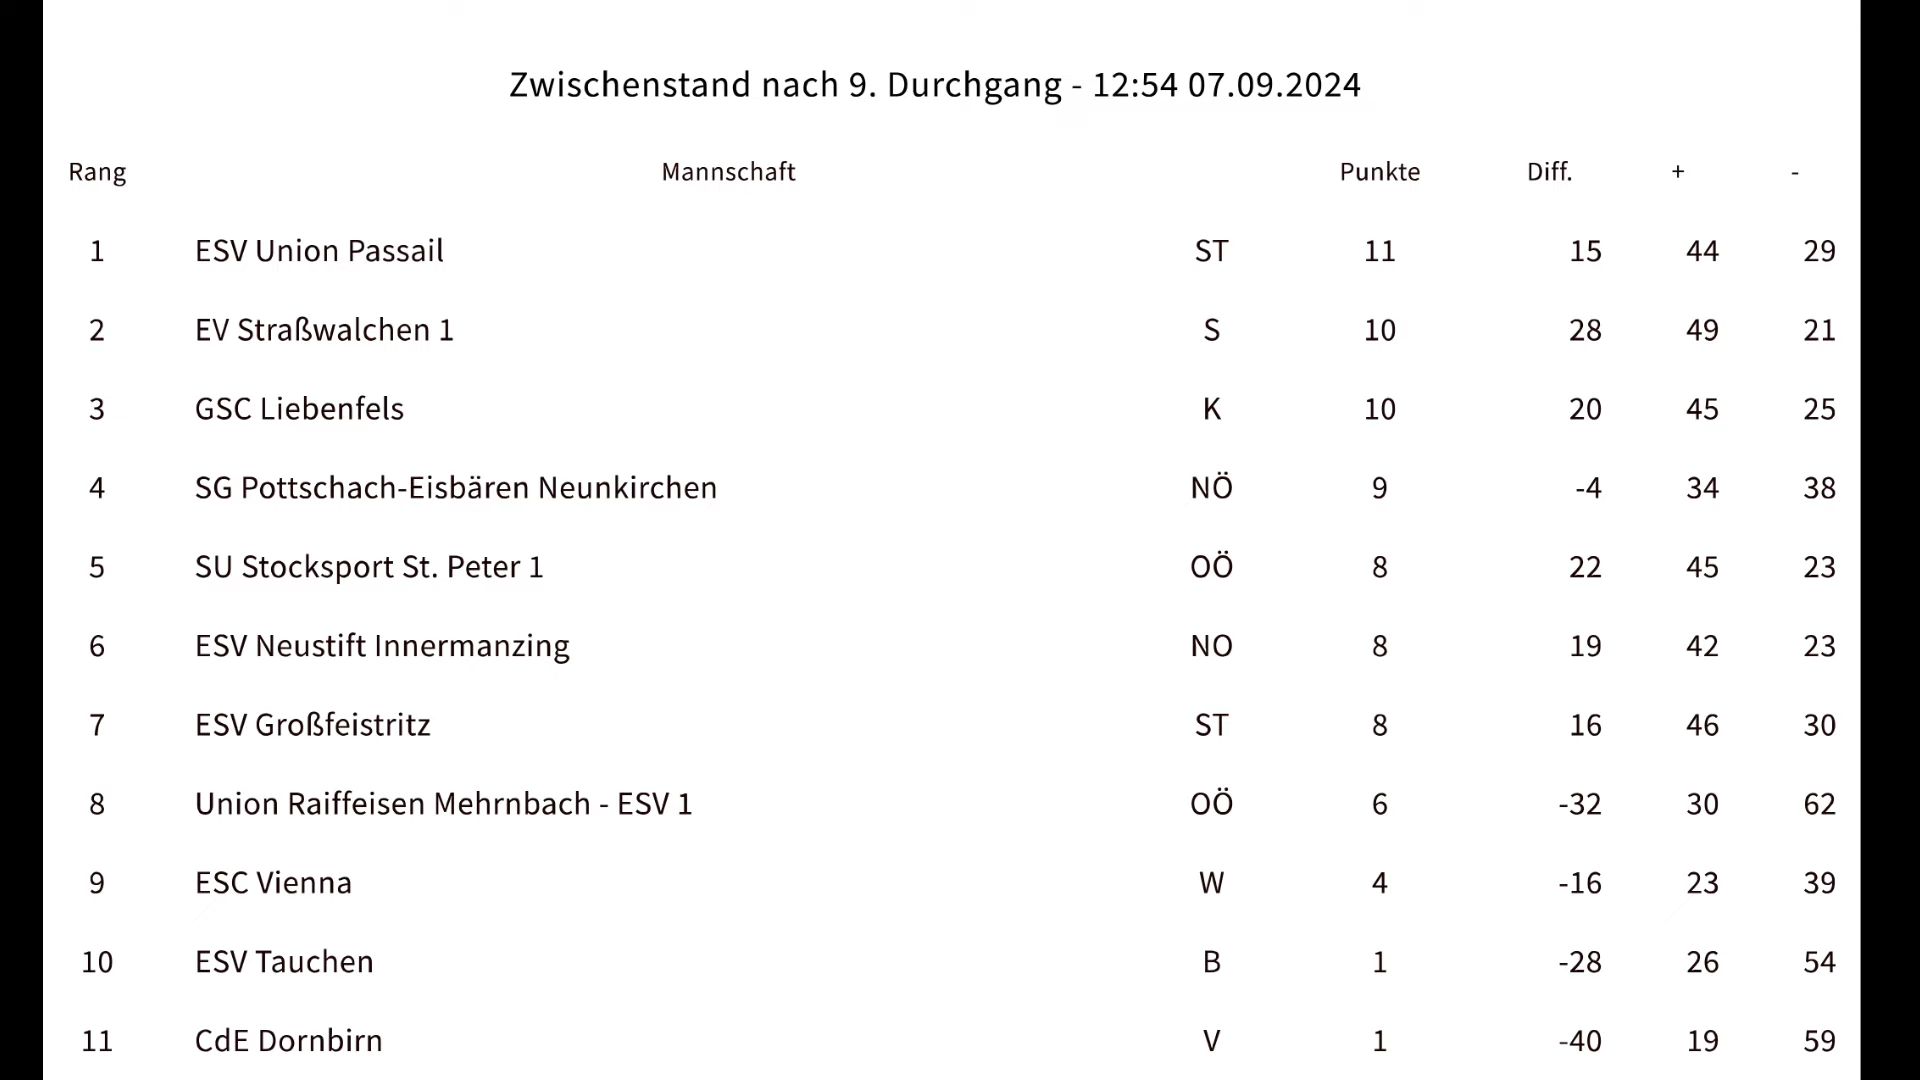 Zwischenstand nach 9. Durchgang - 12:54 07.09.2024
Rang Mannschaft Punkte Diff. + -
1 ESV Union Passail ST 11 15 44 29
2 EV Straßwalchen 1 S 10 28 49 21
3 GSC Liebenfels K 10 20 45 25
4 SG Pottschach-Eisbären Neunkirchen NÖ 9 -4 34 38
5 SU Stocksport St. Peter 1 OÖ 8 22 45 23
6 ESV Neustift Innermanzing NO 8 19 42 23
7 ESV Großfeistritz ST 8 16 46 30
8 Union Raiffeisen Mehrnbach - ESV 1 OÖ 6 -32 30 62
9 ESC Vienna W 4 -16 23 39
10 ESV Tauchen B 1 -28 26 54
11 CdE Dornbirn V 1 -40 19 59